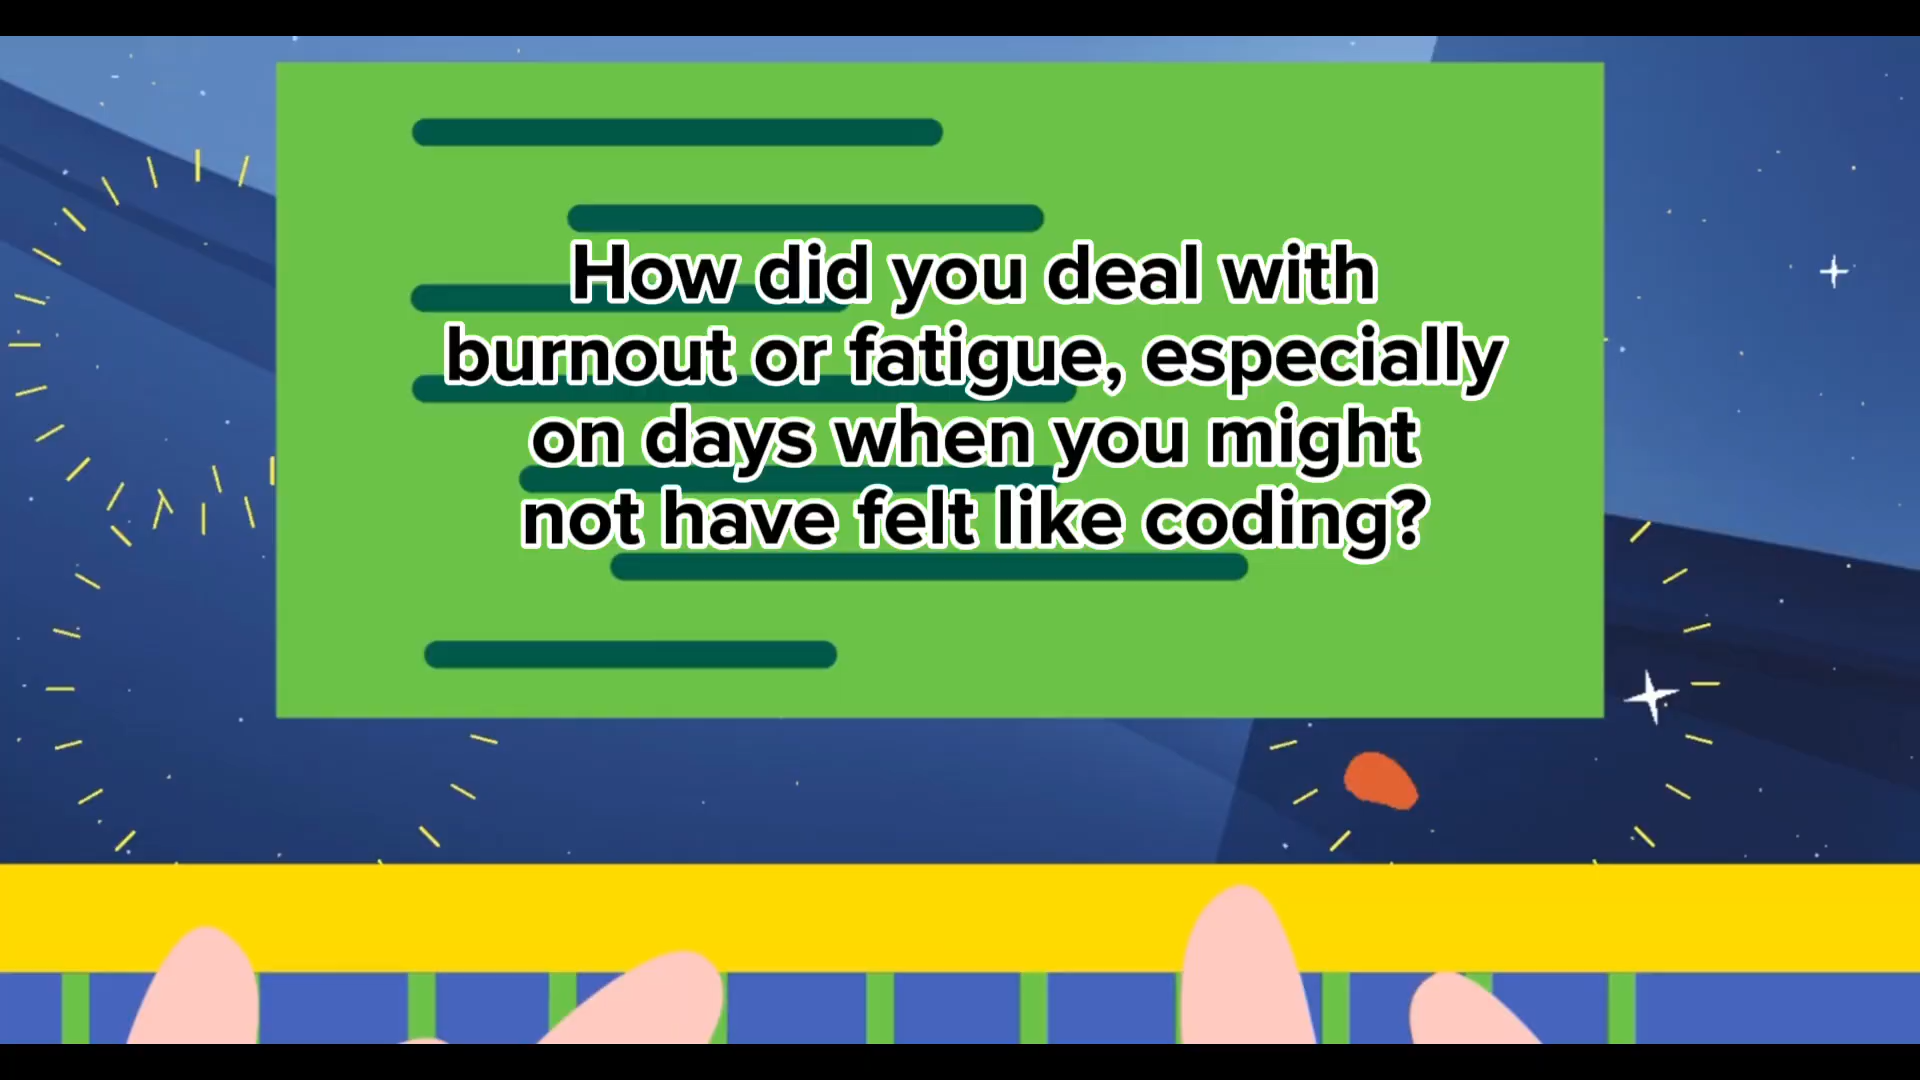 How did you deal with
burnout or fatigue, especially
on days when you might
not have felt like coding?